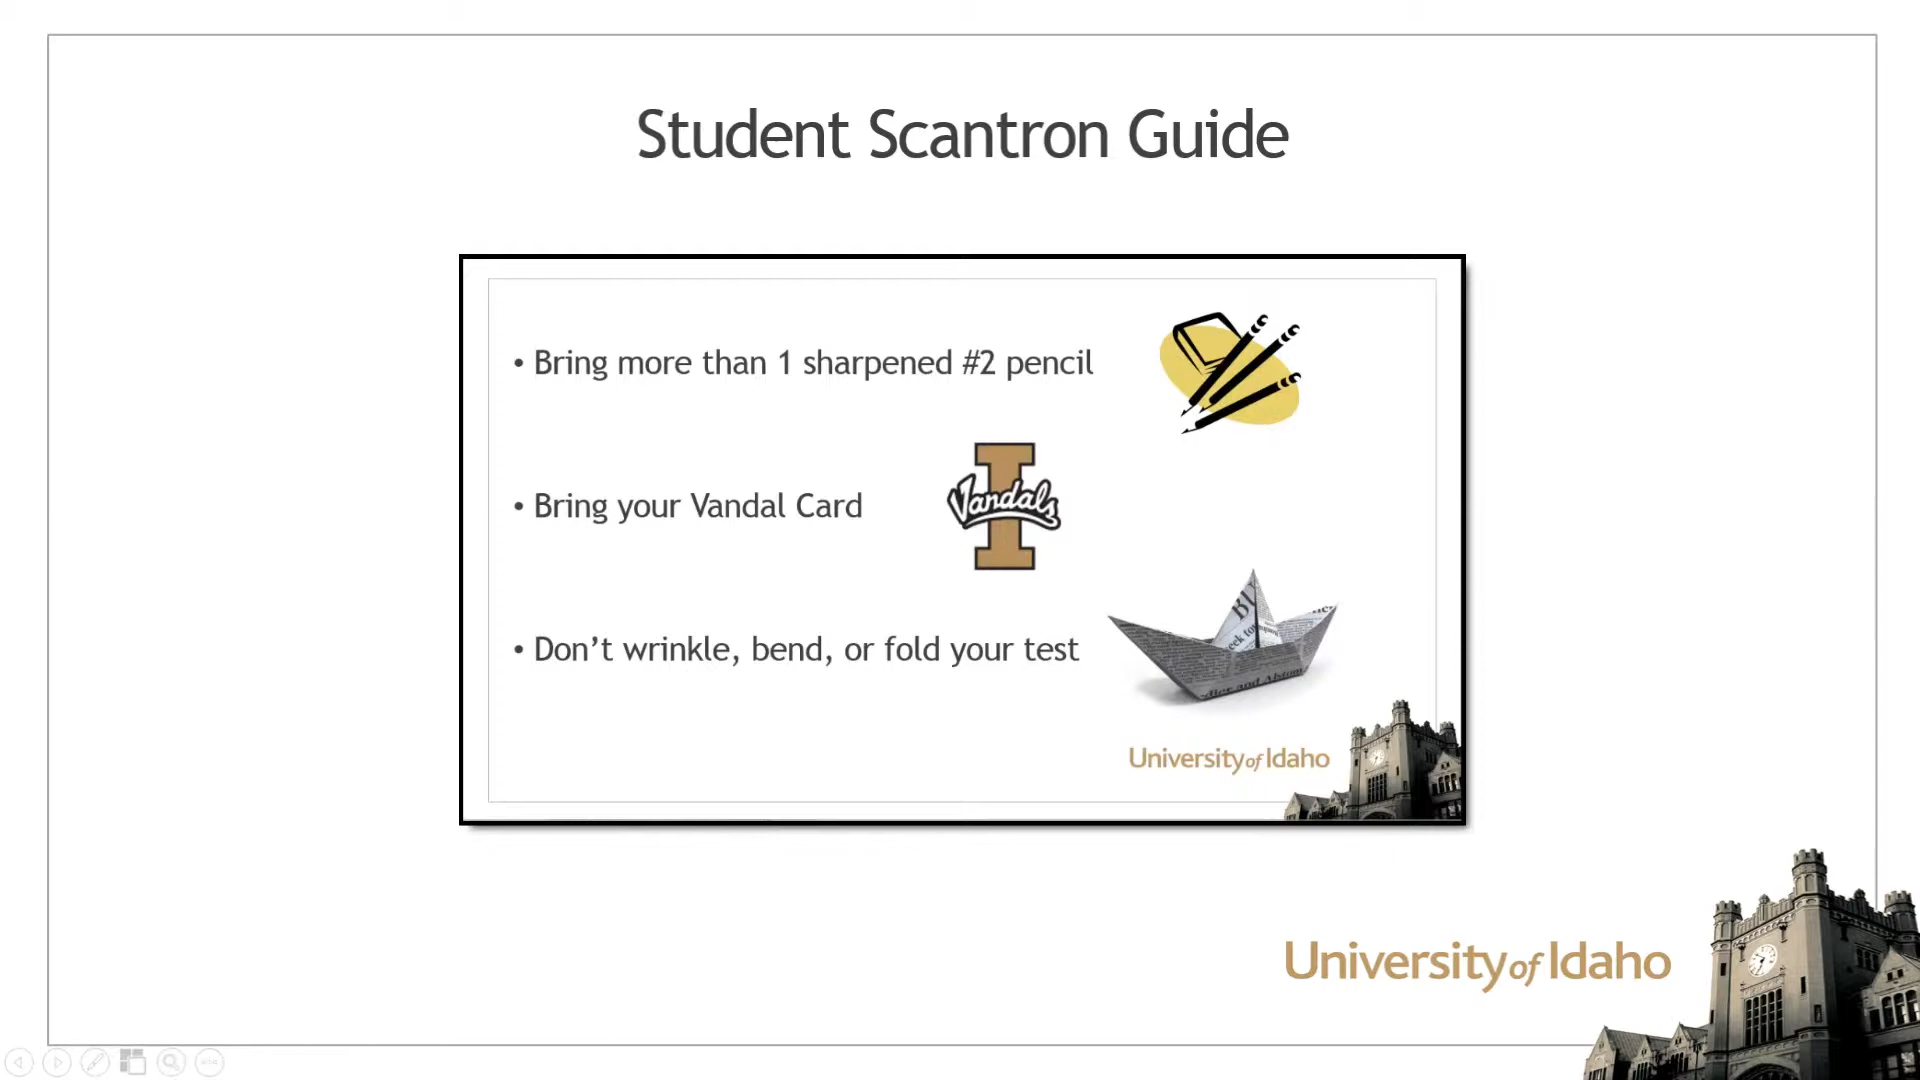 Student Scantron Guide
• Bring more than 1 sharpened #2 pencil
• Bring your Vandal Card
Vandals
• Don’t wrinkle, bend, or fold your test
University of Idaho
University of Idaho